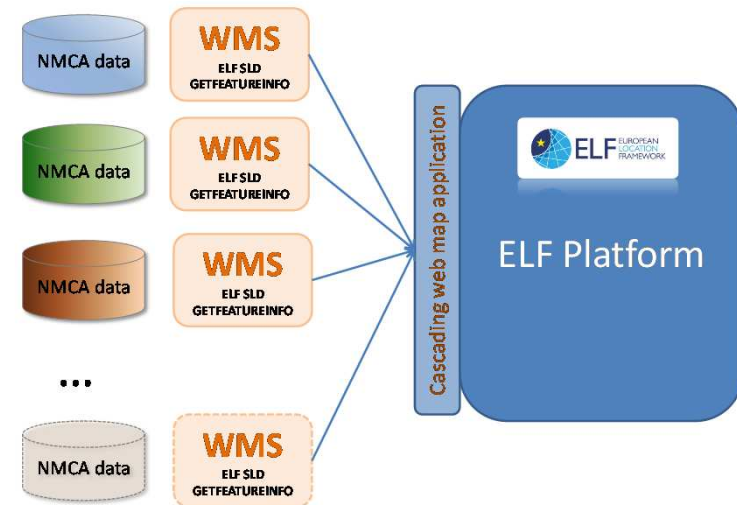 NMCA data
WMS
ELF SLD
GETFEATUREINFO
NMCA data
WMS
ELF SLD
GETFEATUREINFO
NMCA data
WMS
ELF SLD
GETFEATUREINFO
...
NMCA data
WMS
ELF SLD
GETFEATUREINFO
Cascading web map application
ELF
EUROPEAN
LOCATION
FRAMEWORK
ELF Platform